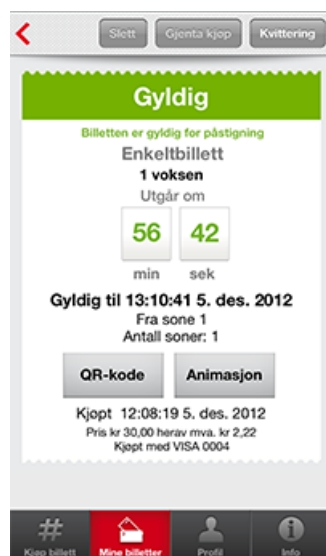 Slett
Gjenta kjøp
Kvittering
Gyldig
Billetten er gyldig for påstigning
Enkeltbillett
1 voksen
Utgår om
56 42
min sek
Gyldig til 13:10:41 5. des. 2012
Fra sone 1
Antall soner: 1
QR-kode Animasjon
Kjøpt 12:08:19 5. des. 2012
Pris kr 30,00 herav mva. kr 2,22
Kjøpt med VISA 0004
Kjøp billett Mine billetter Profil Info